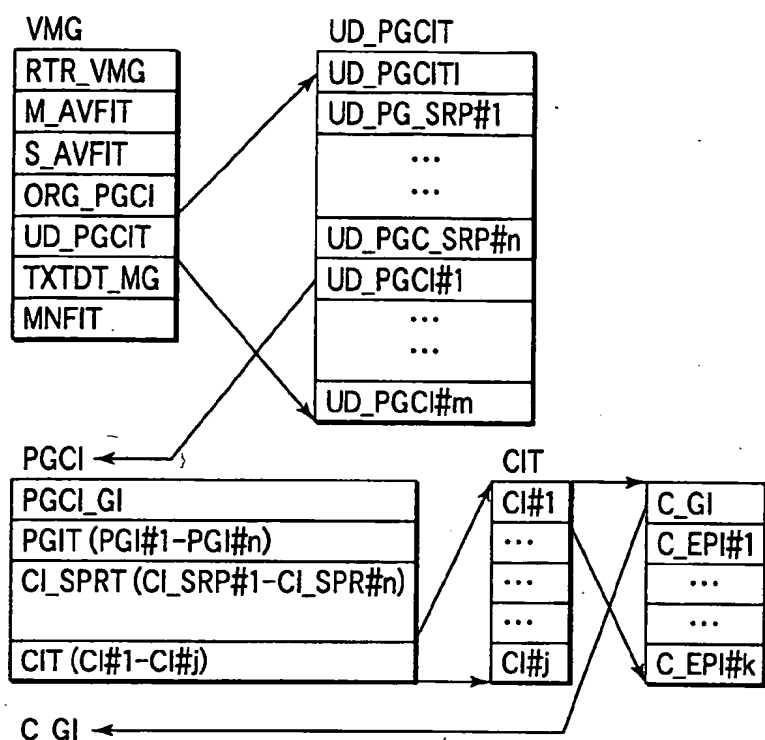 VMG
RTR_VMG
M_AVFIT
S_AVFIT
ORG_PGCI
UD_PGCIT
TXTDT_MG
MNFIT
UD_PGCIT
UD_PGCITI
UD_PG_SRP#1
...
...
UD_PGC_SRP#n
UD_PGCI#1
...
...
UD_PGCI#m
PGCI
PGCI_GI
PGIT (PGI#1-PGI#n)
CI_SPRT (CI_SRP#1-CI_SPR#n)
CIT (CI#1-CI#j)
CIT
CI#1
...
...
...
CI#j
C_GI
C_EPI#1
...
...
C_EPI#k
C_GI